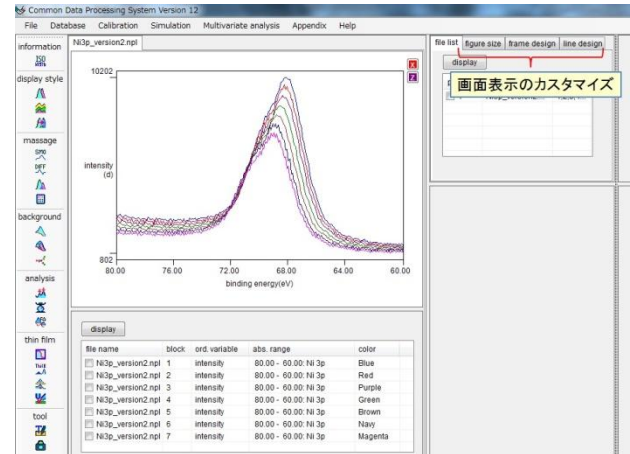 Common Data Processing System Version 12
File Database Calibration Simulation Multivariate analysis Appendix Help
information
display style
massage
background
analysis
thin film
tool
Ni3p_version2.npl
X
Z
10202
intensity
(d)
802
80.00 76.00 72.00 68.00 64.00 60.00
binding energy(eV)
display
file name block ord. variable abs. range color
Ni3p_version2.npl 1 intensity 80.00 - 60.00: Ni 3p Blue
Ni3p_version2.npl 2 intensity 80.00 - 60.00: Ni 3p Red
Ni3p_version2.npl 3 intensity 80.00 - 60.00: Ni 3p Purple
Ni3p_version2.npl 4 intensity 80.00 - 60.00: Ni 3p Green
Ni3p_version2.npl 5 intensity 80.00 - 60.00: Ni 3p Brown
Ni3p_version2.npl 6 intensity 80.00 - 60.00: Ni 3p Navy
Ni3p_version2.npl 7 intensity 80.00 - 60.00: Ni 3p Magenta
file list figure size frame design line design
display
画面表示のカスタマイズ